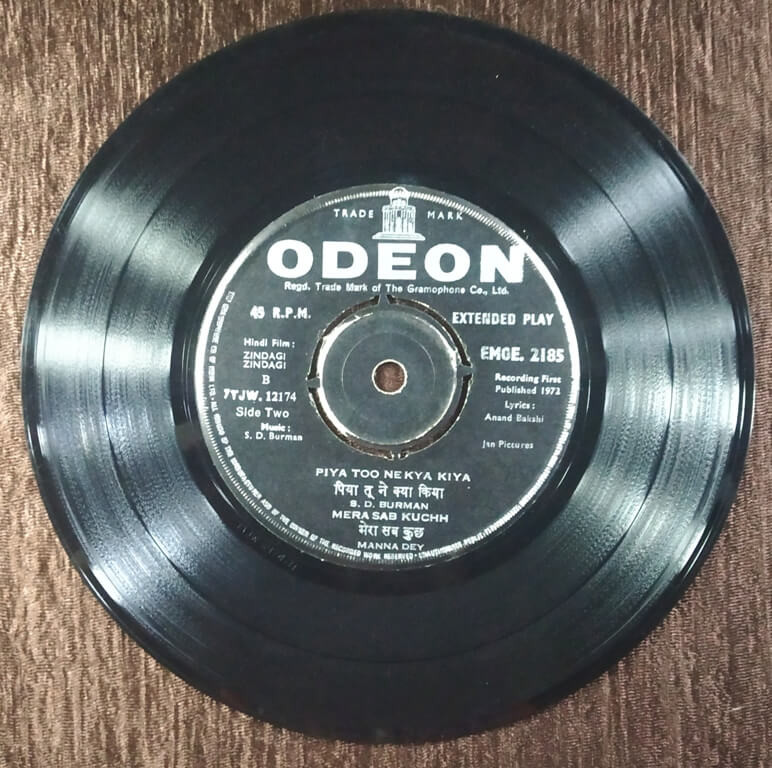 TRADE MARK
ODEON
Regd. Trade Mark of The Gramophone Co., Ltd.
45 R.P.M.
EXTENDED PLAY
EMGE. 2185
Hindi Film :
ZINDAGI
ZINDAGI
B
7TJW. 12174
Side Two
Music :
S. D. Burman
Recording First
Published 1972
Lyrics :
Anand Bakshi
Jan Pictures
PIYA TOO NE KYA KIYA
पिया तू ने क्या किया
S. D. BURMAN
MERA SAB KUCHH
मेरा सब कुछ
MANNA DEY